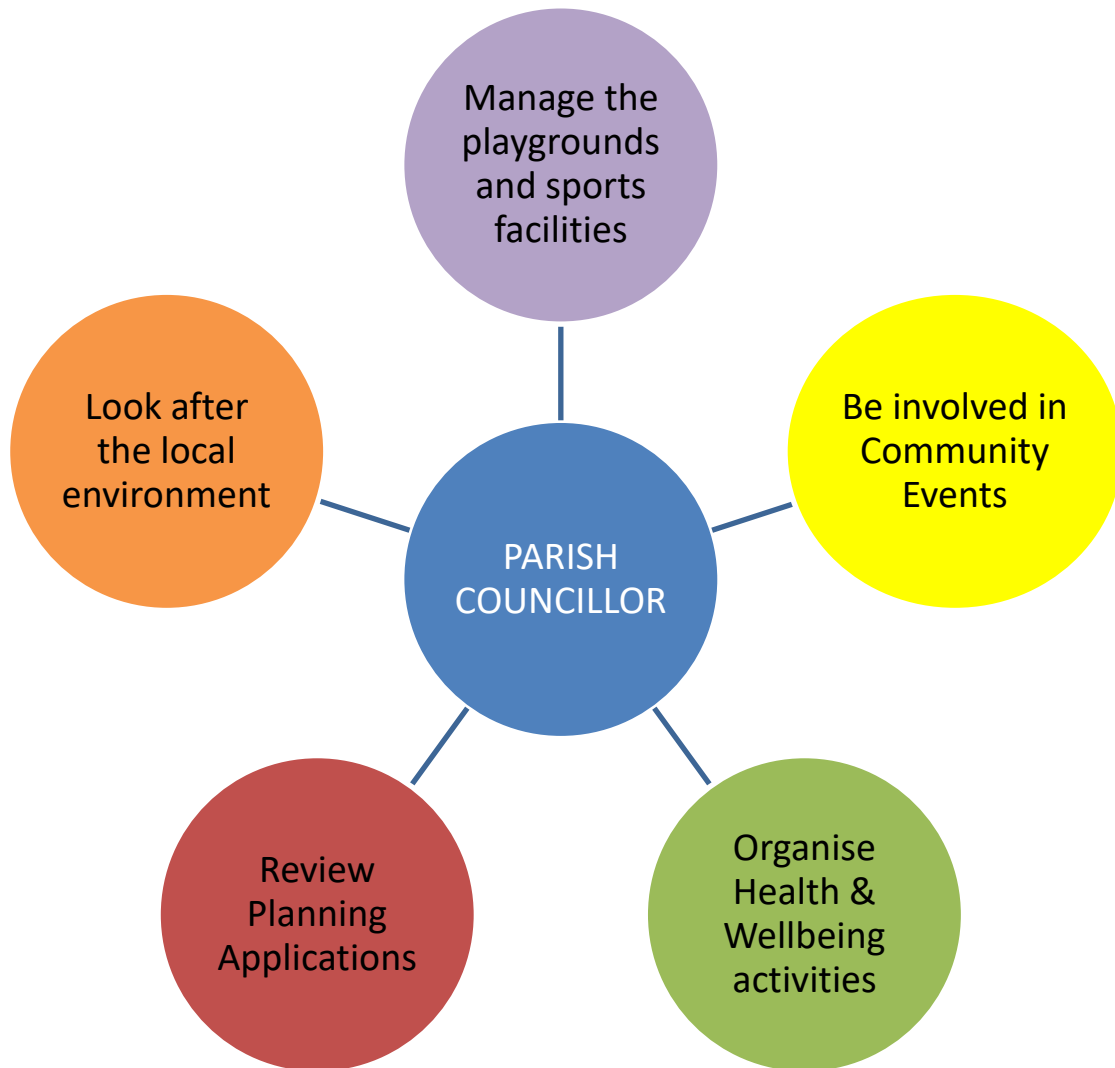 Manage the
playgrounds
and sports
facilities
Be involved in
Community
Events
Organise
Health &
Wellbeing
activities
Review
Planning
Applications
Look after
the local
environment
PARISH
COUNCILLOR